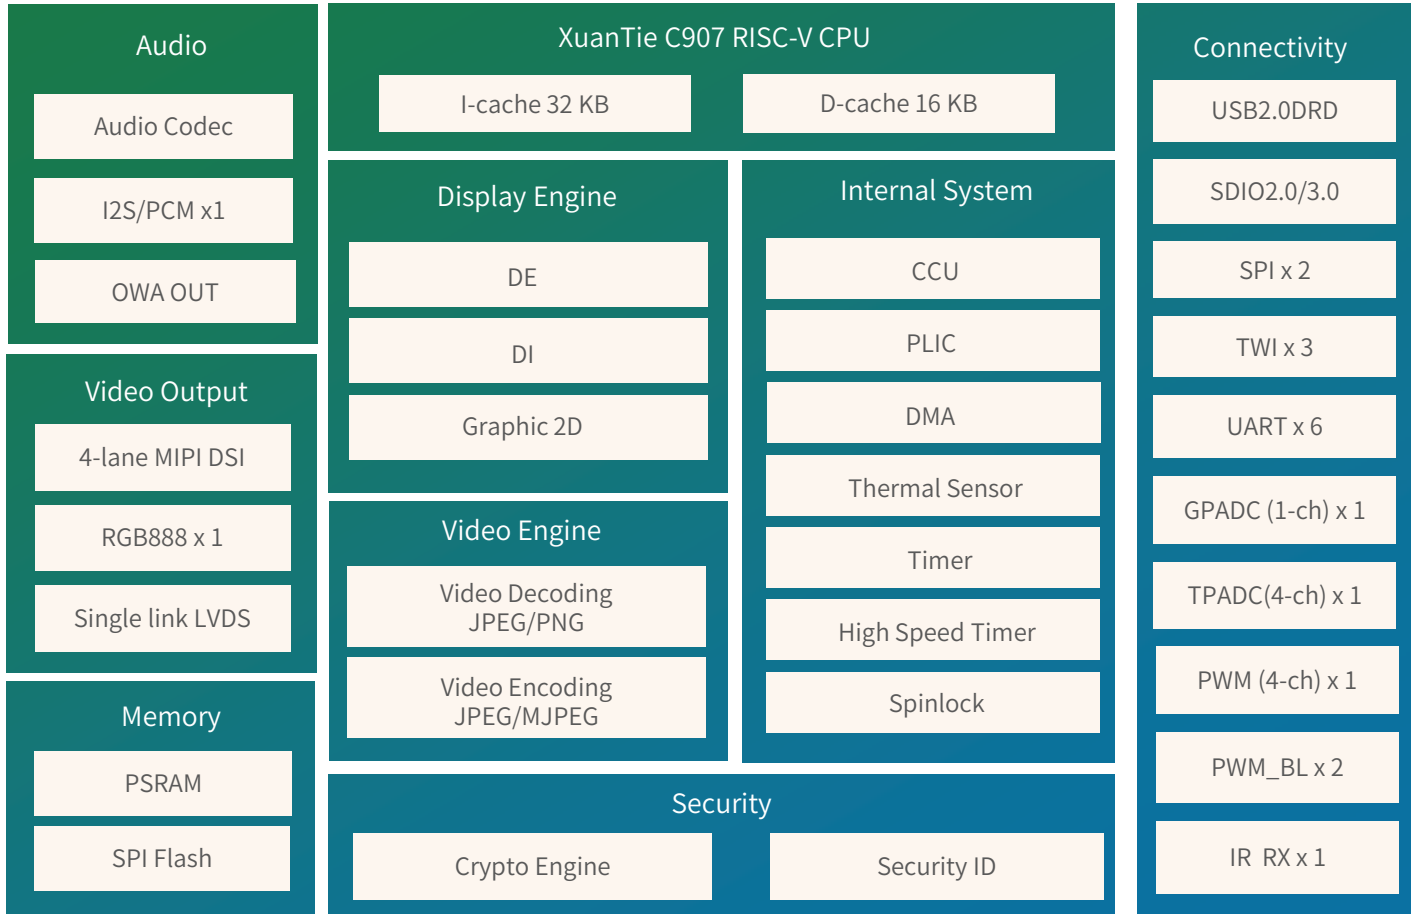 Audio
Audio Codec
I2S/PCM x1
OWA OUT
Video Output
4-lane MIPI DSI
RGB888 x 1
Single link LVDS
Memory
PSRAM
SPI Flash
XuanTie C907 RISC-V CPU
I-cache 32 KB
D-cache 16 KB
Display Engine
DE
DI
Graphic 2D
Video Engine
Video Decoding
JPEG/PNG
Video Encoding
JPEG/MJPEG
Internal System
CCU
PLIC
DMA
Thermal Sensor
Timer
High Speed Timer
Spinlock
Security
Crypto Engine
Security ID
Connectivity
USB2.0DRD
SDIO2.0/3.0
SPI x 2
TWI x 3
UART x 6
GPADC (1-ch) x 1
TPADC(4-ch) x 1
PWM (4-ch) x 1
PWM_BL x 2
IR RX x 1